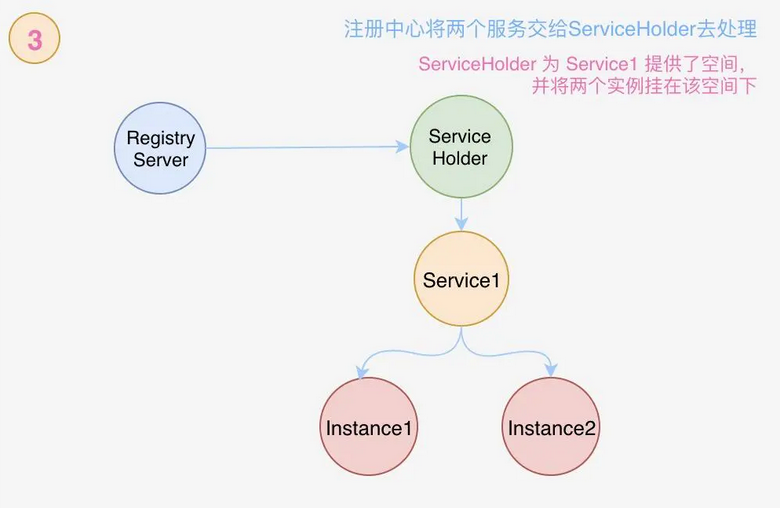 3
注册中心将两个服务交给ServiceHolder去处理
ServiceHolder 为 Service1 提供了空间，
并将两个实例挂在该空间下
Registry
Server
Service
Holder
Service1
Instance1
Instance2